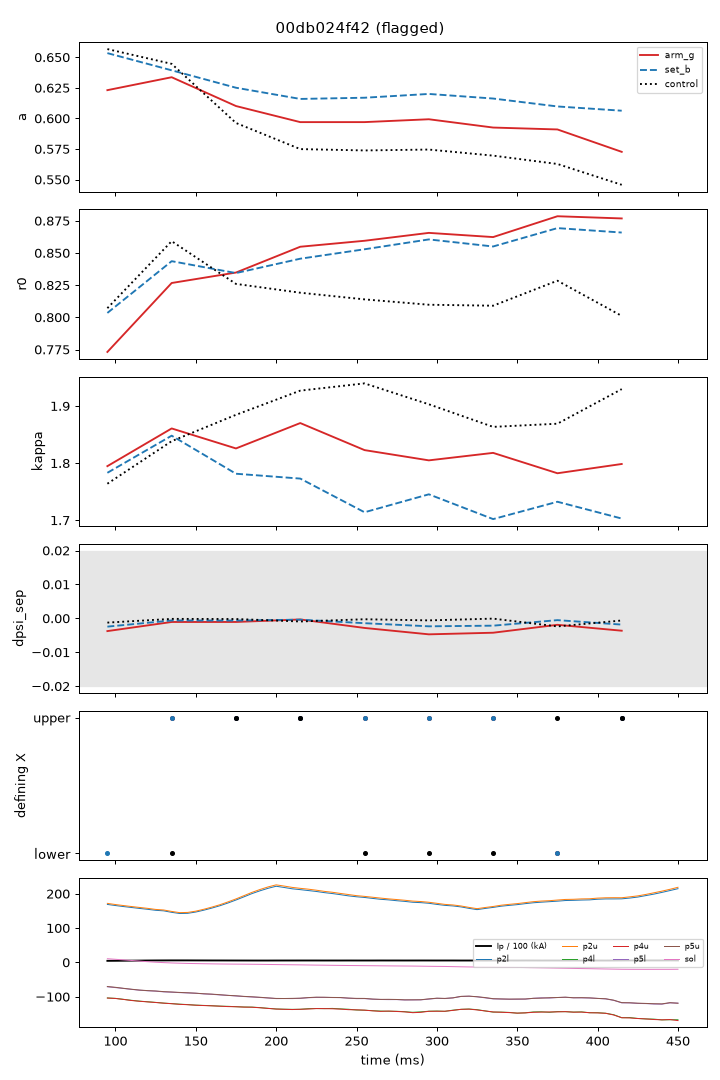 00db024f42 (flagged)
0.650
0.625
0.600
0.575
0.550
a
arm_g
set_b
control
0.875
0.850
0.825
0.800
0.775
r0
1.9
1.8
1.7
kappa
0.02
0.01
0.00
−0.01
−0.02
dpsi_sep
upper
lower
defining X
200
100
0
−100
Ip / 100 (kA) p2u p4u p5u
p2l p4l p5l sol
100 150 200 250 300 350 400 450
time (ms)